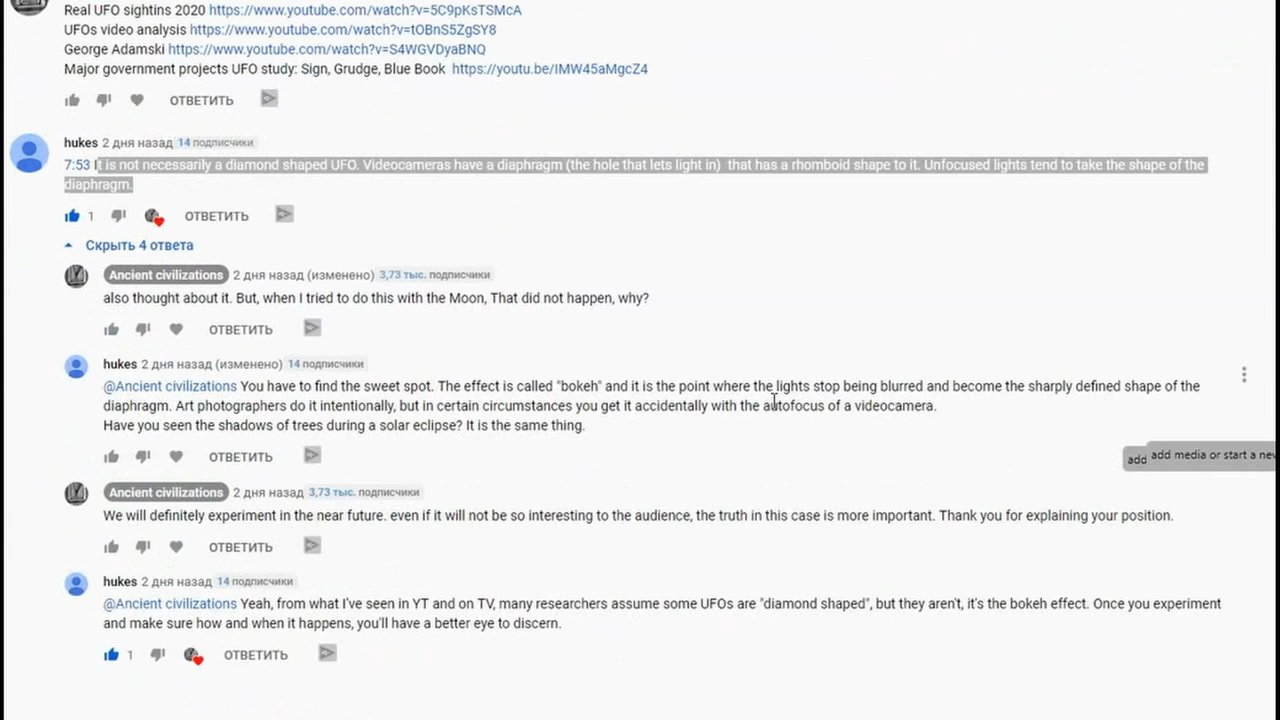 Real UFO sightins 2020 https://www.youtube.com/watch?v=5C9pKsTSMcA
UFOs video analysis https://www.youtube.com/watch?v=tOBnS5ZgSY8
George Adamski https://www.youtube.com/watch?v=S4WGVDyaBNQ
Major government projects UFO study: Sign, Grudge, Blue Book https://youtu.be/IMW45aMgcZ4
ОТВЕТИТЬ
hukes 2 дня назад 14 подписчики
7:53 It is not necessarily a diamond shaped UFO. Videocameras have a diaphragm (the hole that lets light in) that has a rhomboid shape to it. Unfocused lights tend to take the shape of the
diaphragm.
1 ОТВЕТИТЬ
Скрыть 4 ответа
Ancient civilizations 2 дня назад (изменено) 3,73 тыс. подписчики
also thought about it. But, when I tried to do this with the Moon, That did not happen, why?
ОТВЕТИТЬ
hukes 2 дня назад (изменено) 14 подписчики
@Ancient civilizations You have to find the sweet spot. The effect is called "bokeh" and it is the point where the lights stop being blurred and become the sharply defined shape of the
diaphragm. Art photographers do it intentionally, but in certain circumstances you get it accidentally with the autofocus of a videocamera.
Have you seen the shadows of trees during a solar eclipse? It is the same thing.
ОТВЕТИТЬ
add add media or start a new
Ancient civilizations 2 дня назад 3,73 тыс. подписчики
We will definitely experiment in the near future. even if it will not be so interesting to the audience, the truth in this case is more important. Thank you for explaining your position.
ОТВЕТИТЬ
hukes 2 дня назад 14 подписчики
@Ancient civilizations Yeah, from what I've seen in YT and on TV, many researchers assume some UFOs are "diamond shaped", but they aren't, it's the bokeh effect. Once you experiment
and make sure how and when it happens, you'll have a better eye to discern.
1 ОТВЕТИТЬ